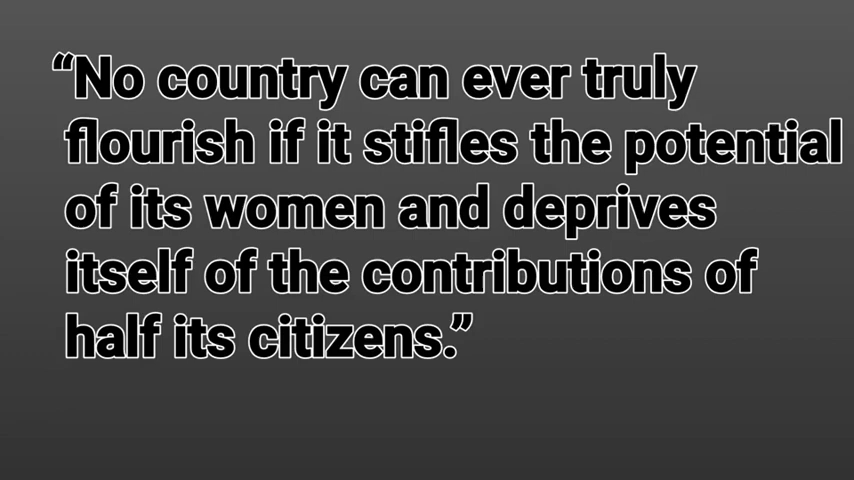 “No country can ever truly
flourish if it stifles the potential
of its women and deprives
itself of the contributions of
half its citizens.”